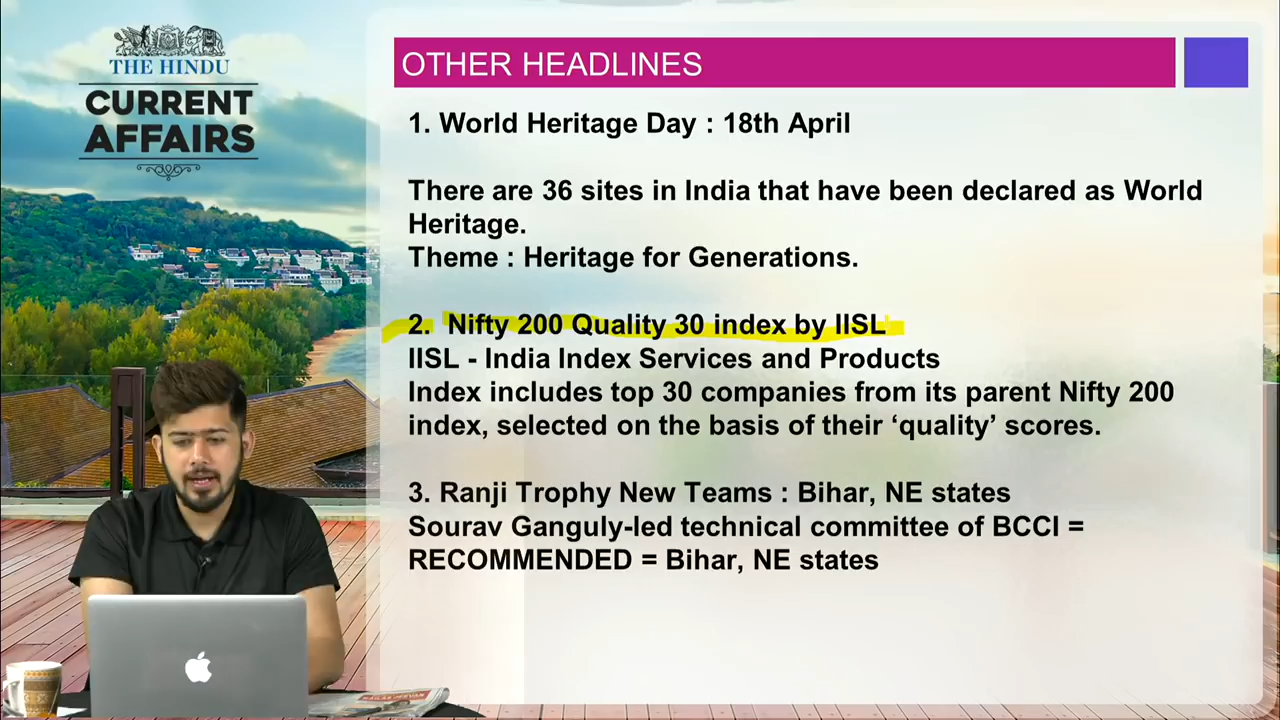 THE HINDU
CURRENT
AFFAIRS
OTHER HEADLINES
1. World Heritage Day : 18th April
There are 36 sites in India that have been declared as World
Heritage.
Theme : Heritage for Generations.
2. Nifty 200 Quality 30 index by IISL
IISL - India Index Services and Products
Index includes top 30 companies from its parent Nifty 200
index, selected on the basis of their ‘quality’ scores.
3. Ranji Trophy New Teams : Bihar, NE states
Sourav Ganguly-led technical committee of BCCI =
RECOMMENDED = Bihar, NE states